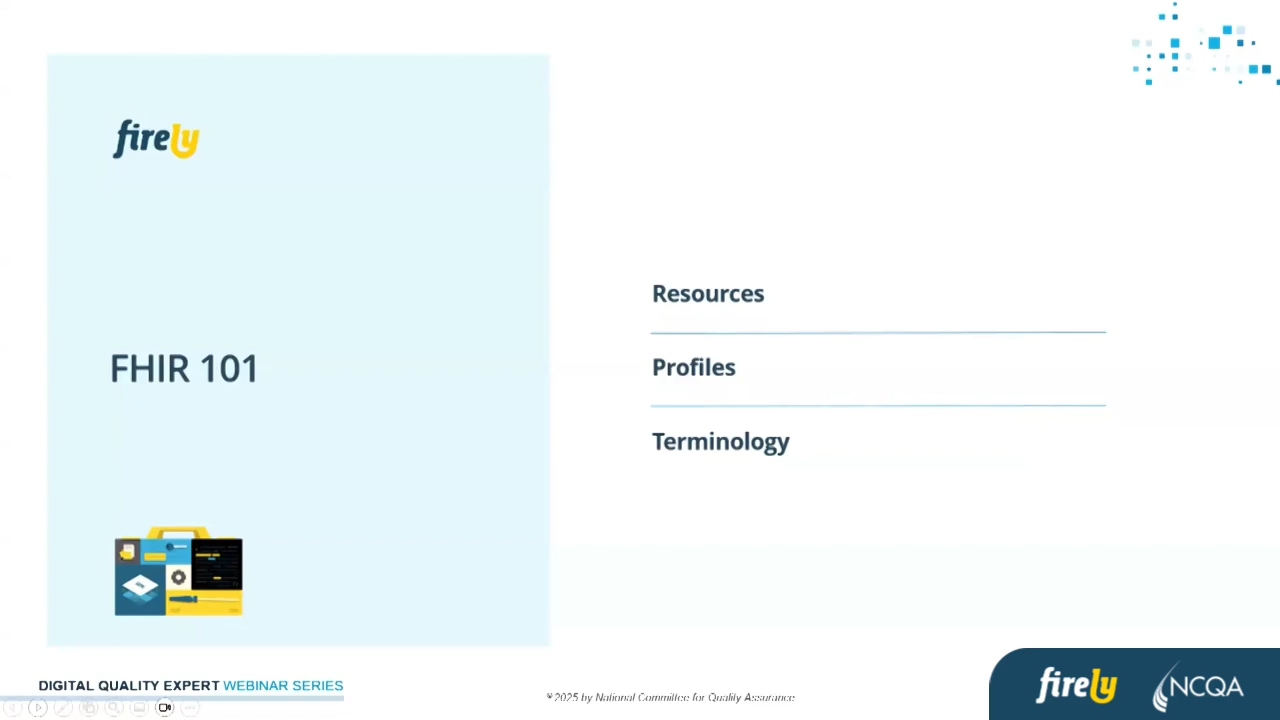 firely
FHIR 101
Resources
Profiles
Terminology
DIGITAL QUALITY EXPERT WEBINAR SERIES
©2025 by National Committee for Quality Assurance
firely
NCQA